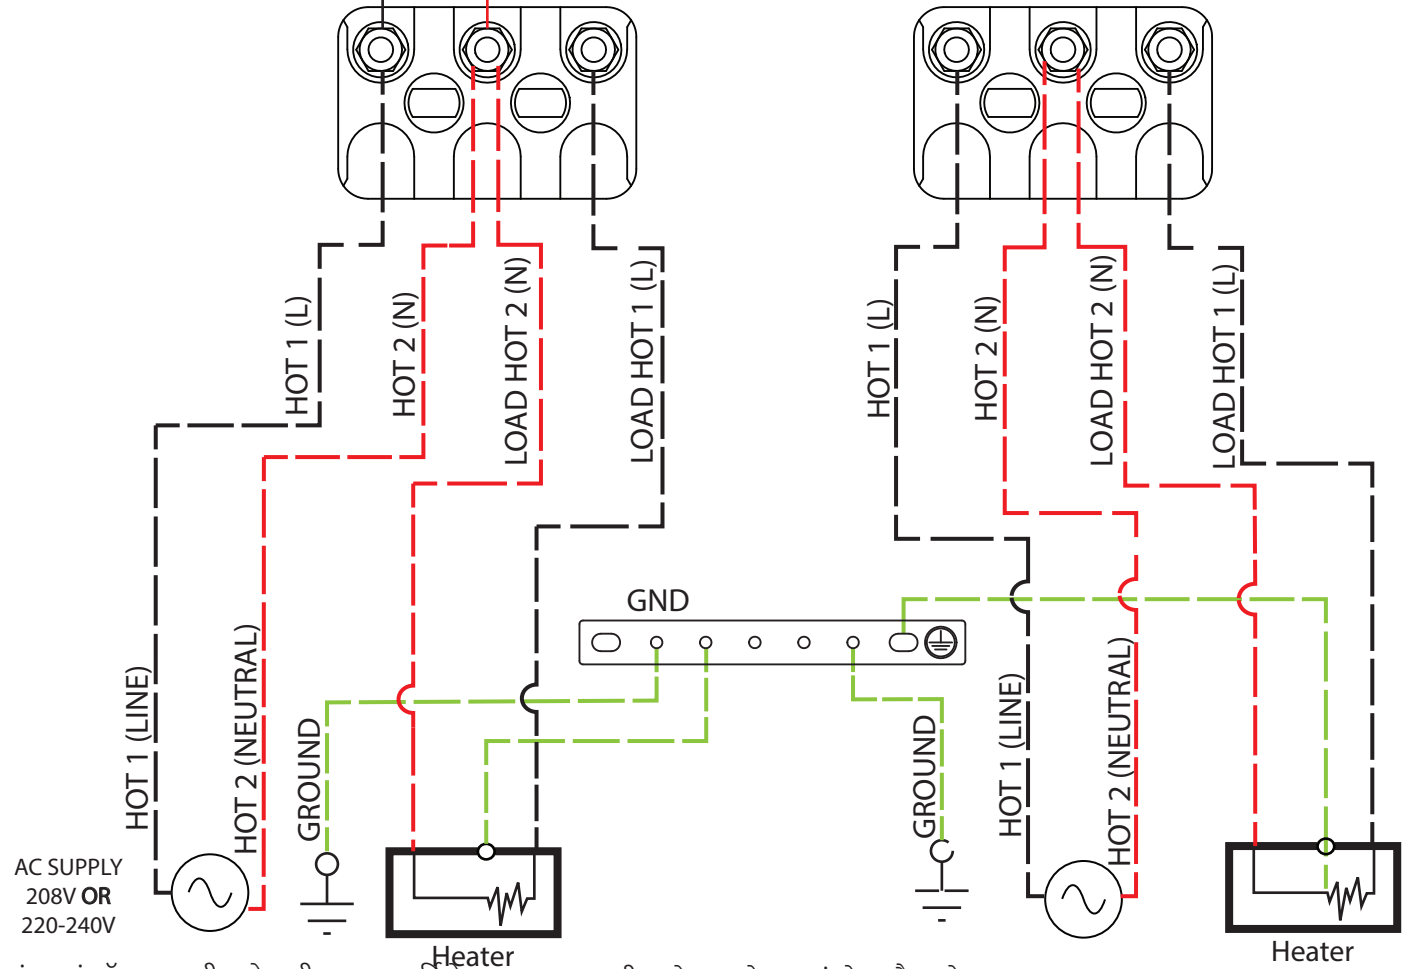 HOT 1 (L)
HOT 2 (N)
LOAD HOT 2 (N)
LOAD HOT 1 (L)
HOT 1 (L)
HOT 2 (N)
LOAD HOT 2 (N)
LOAD HOT 1 (L)
GND
HOT 1 (LINE)
HOT 2 (NEUTRAL)
GROUND
GROUND
HOT 1 (LINE)
HOT 2 (NEUTRAL)
AC SUPPLY
208V OR
220-240V
Heater
Heater